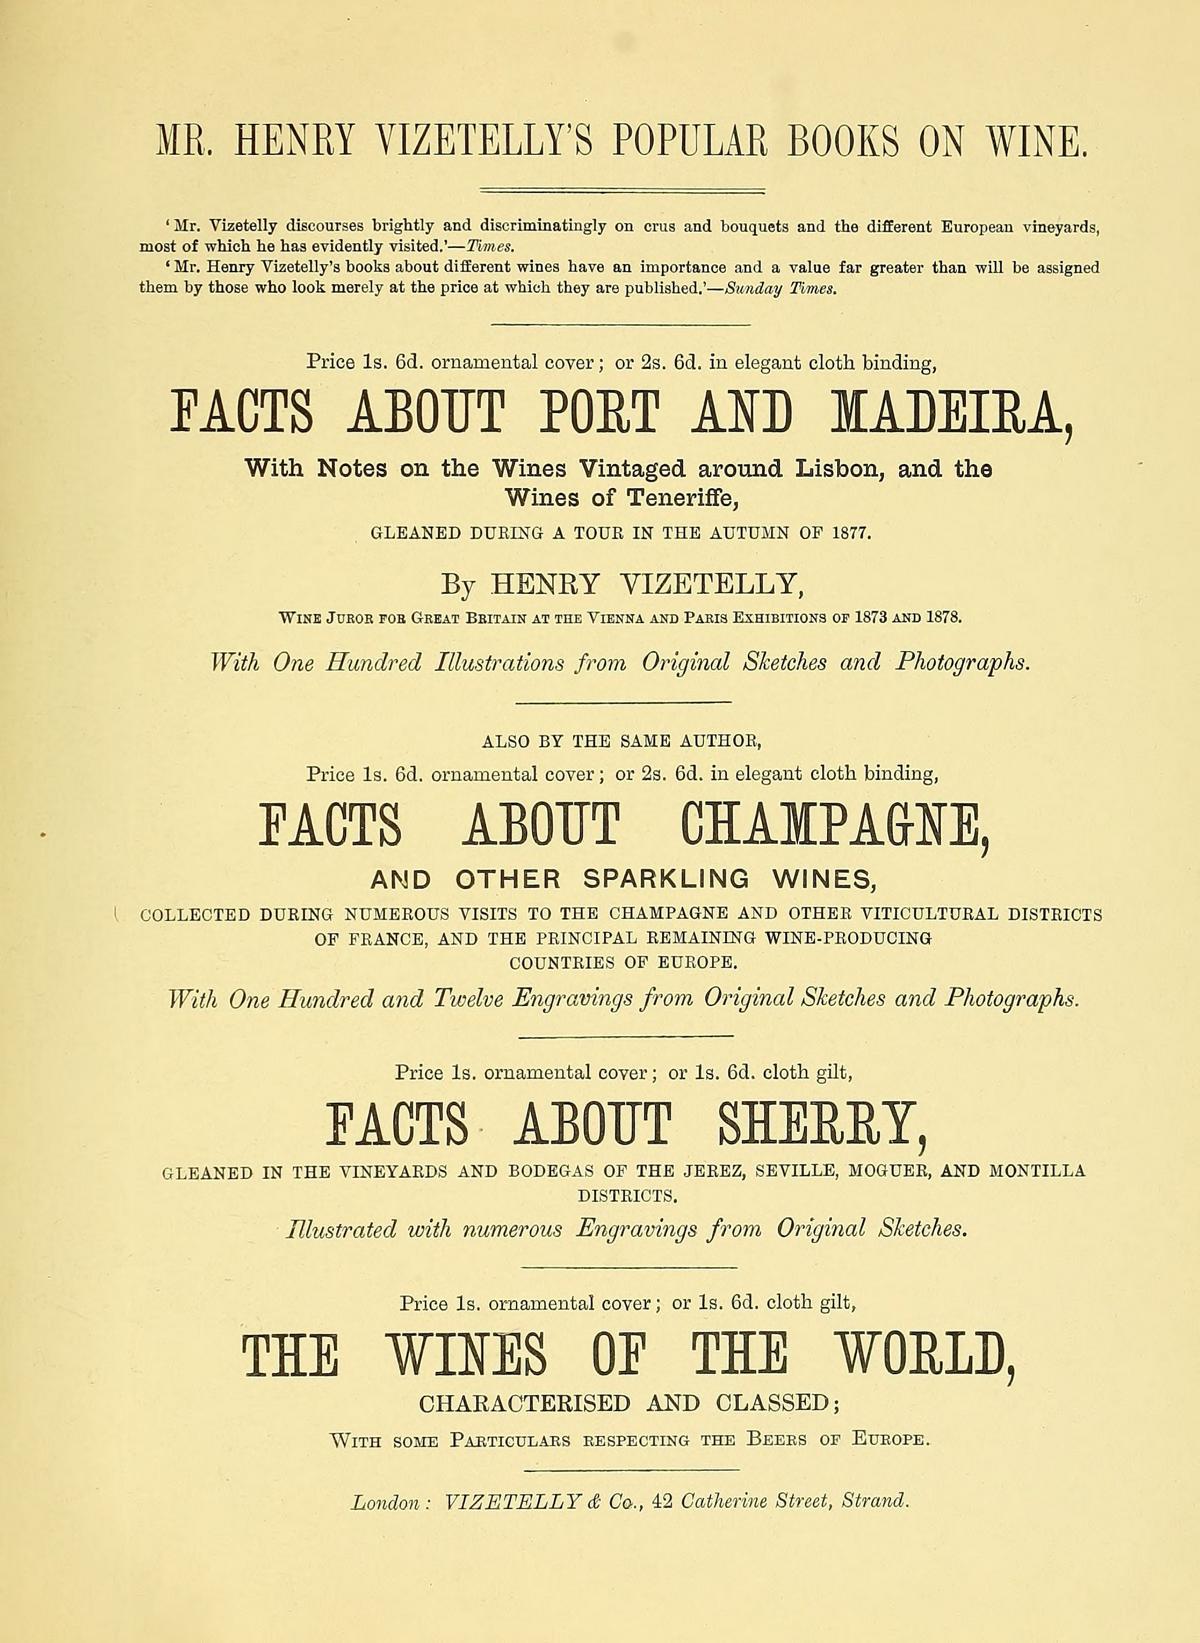 MR. HENRY VIZETELLY'S POPULAR BOOKS ON WINE.
'Mr. Vizetelly discourses brightly and discriminatingly on crus and bouquets and the different European vineyards,
most of which he has evidently visited.'—Times.
'Mr. Henry Vizetelly's books about different wines have an importance and a value far greater than will be assigned
them by those who look merely at the price at which they are published.'—Sunday Times.
Price 1s. 6d. ornamental cover; or 2s. 6d. in elegant cloth binding,
FACTS ABOUT PORT AND MADEIRA,
With Notes on the Wines Vintaged around Lisbon, and the
Wines of Teneriffe,
GLEANED DURING A TOUR IN THE AUTUMN OF 1877.
By HENRY VIZETELLY,
WINE JUROR FOR GREAT BRITAIN AT THE VIENNA AND PARIS EXHIBITIONS OF 1873 AND 1878.
With One Hundred Illustrations from Original Sketches and Photographs.
ALSO BY THE SAME AUTHOR,
Price 1s. 6d. ornamental cover; or 2s. 6d. in elegant cloth binding,
FACTS ABOUT CHAMPAGNE,
AND OTHER SPARKLING WINES,
COLLECTED DURING NUMEROUS VISITS TO THE CHAMPAGNE AND OTHER VITICULTURAL DISTRICTS
OF FRANCE, AND THE PRINCIPAL REMAINING WINE-PRODUCING
COUNTRIES OF EUROPE.
With One Hundred and Twelve Engravings from Original Sketches and Photographs.
Price 1s. ornamental cover; or 1s. 6d. cloth gilt,
FACTS ABOUT SHERRY,
GLEANED IN THE VINEYARDS AND BODEGAS OF THE JEREZ, SEVILLE, MOGUER, AND MONTILLA
DISTRICTS.
Illustrated with numerous Engravings from Original Sketches.
Price 1s. ornamental cover; or 1s. 6d. cloth gilt,
THE WINES OF THE WORLD,
CHARACTERISED AND CLASSED;
WITH SOME PARTICULARS RESPECTING THE BEERS OF EUROPE.
London: VIZETELLY & Co., 42 Catherine Street, Strand.